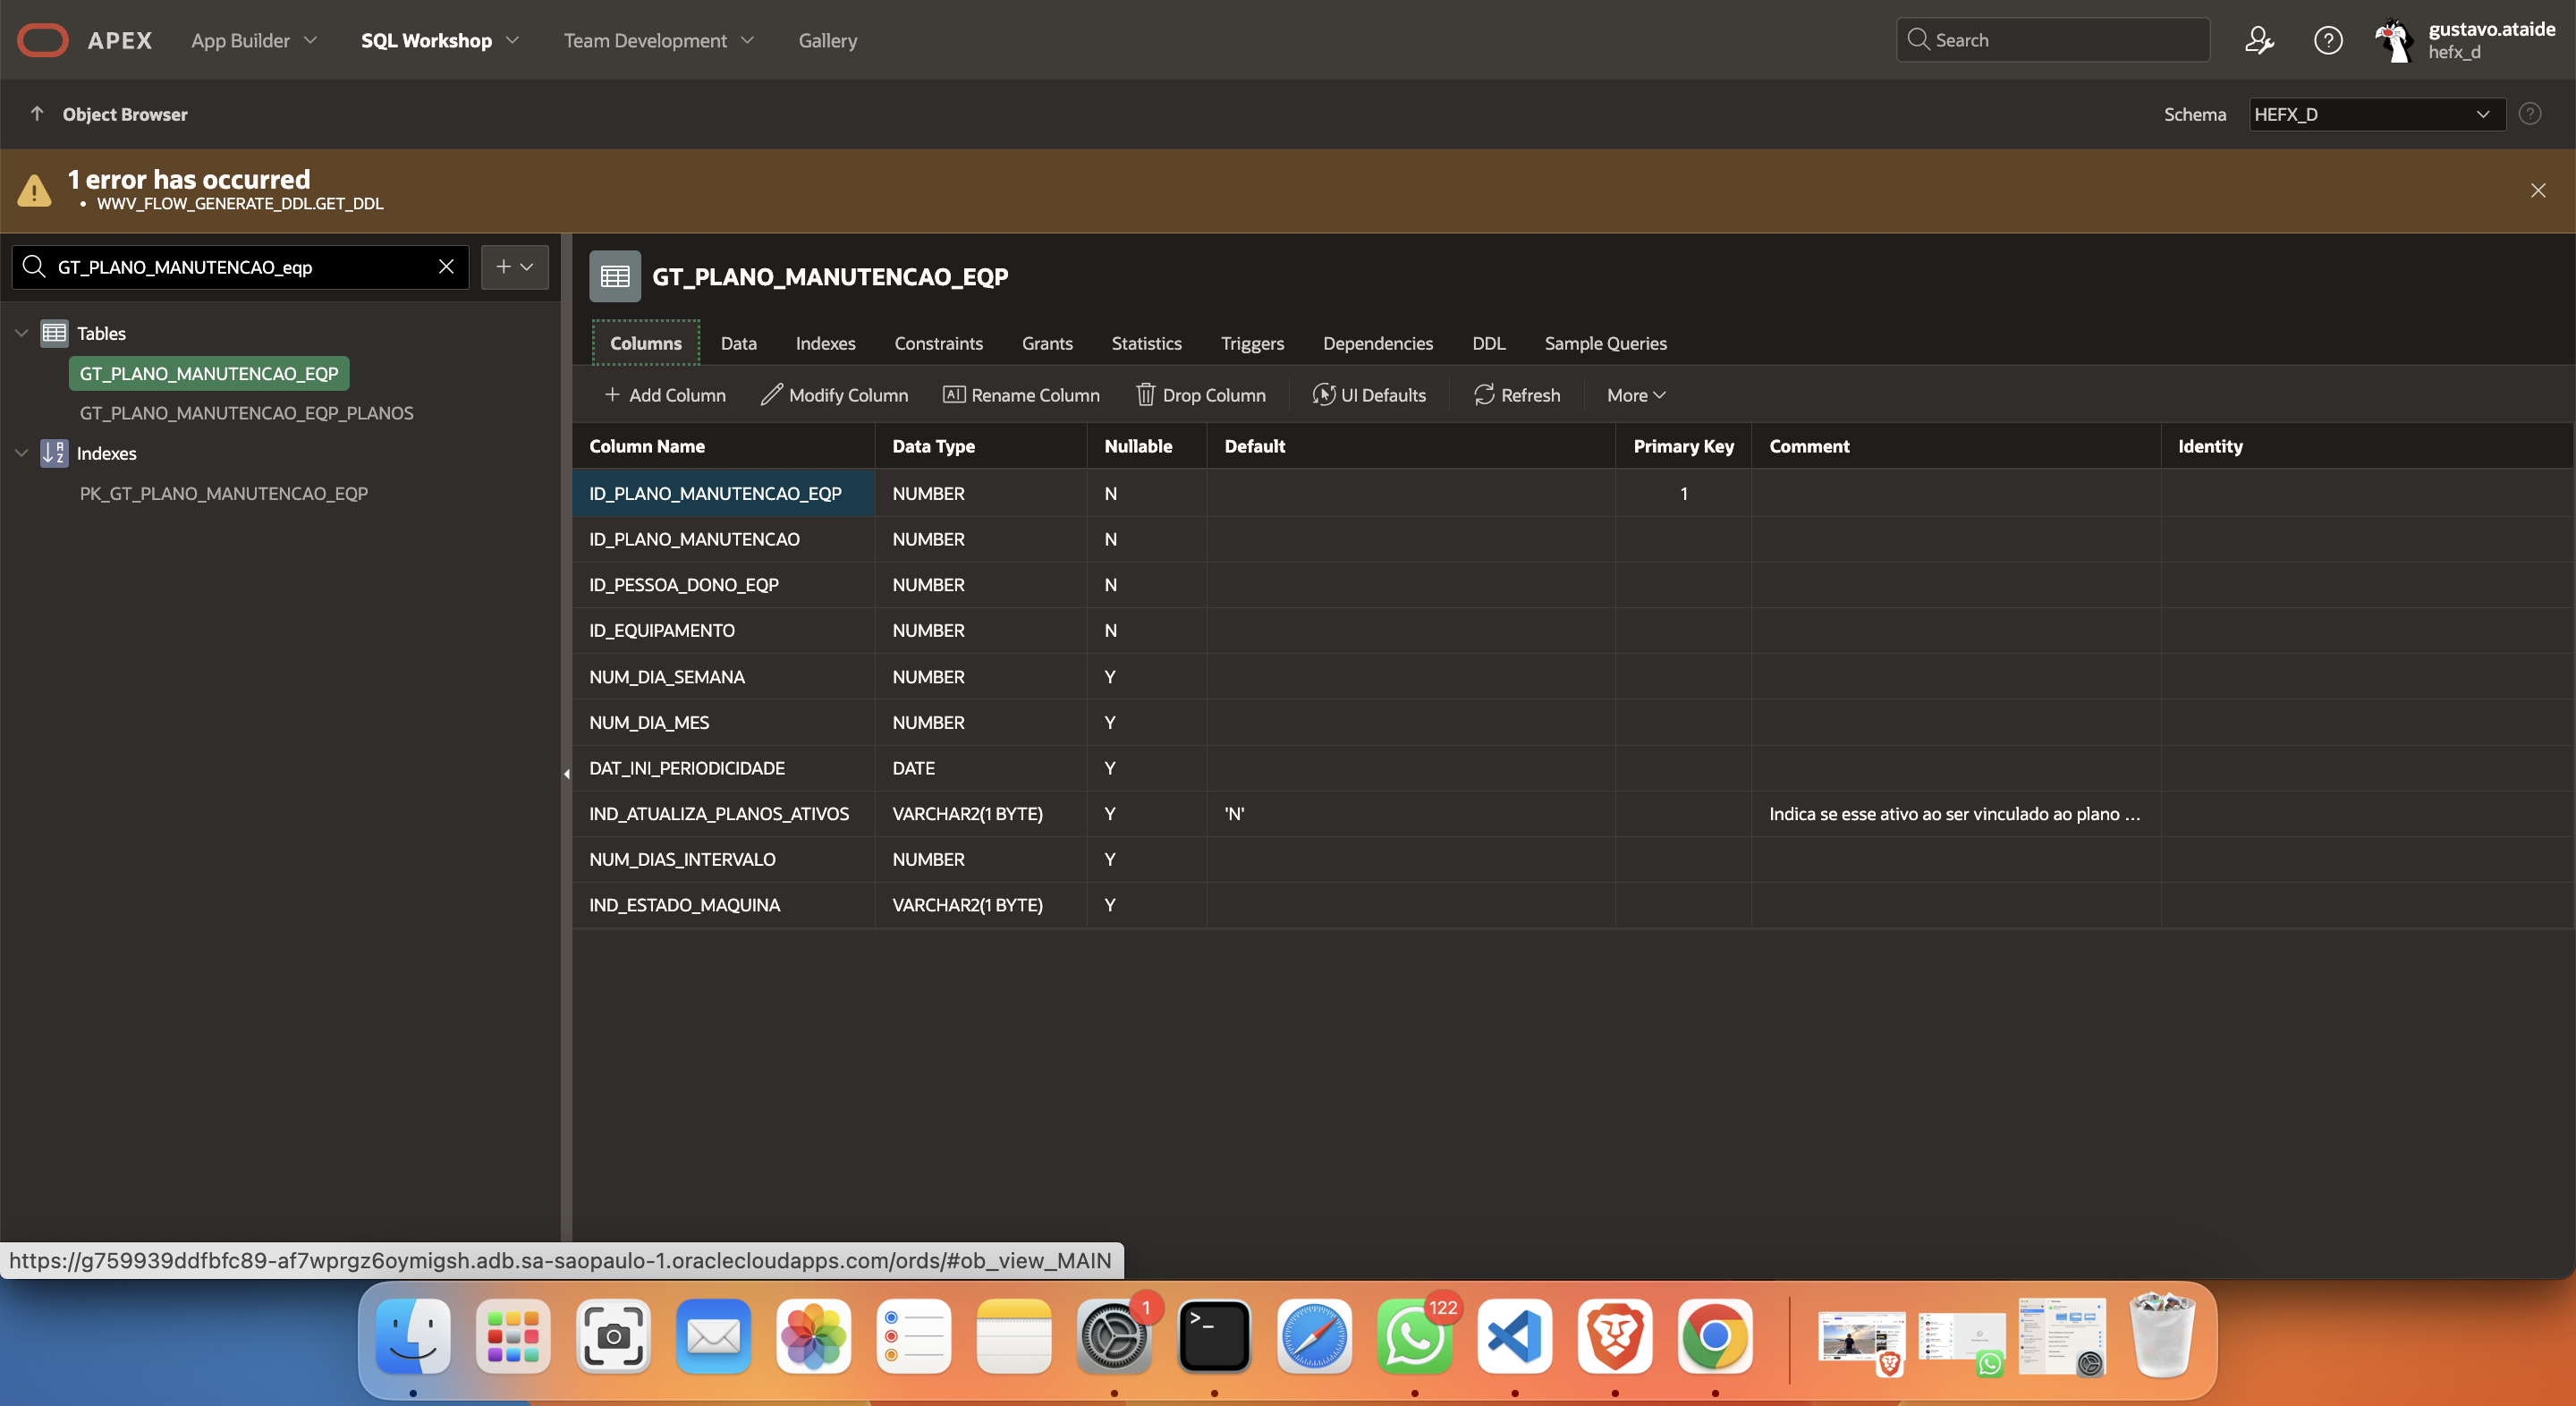 APEX App Builder SQL Workshop Team Development Gallery Search gustavo.ataide
hefx_d
Object Browser Schema HEFX_D
1 error has occurred
• WWV_FLOW_GENERATE_DDL.GET_DDL
GT_PLANO_MANUTENCAO_eqp
Tables
GT_PLANO_MANUTENCAO_EQP
GT_PLANO_MANUTENCAO_EQP_PLANOS
Indexes
PK_GT_PLANO_MANUTENCAO_EQP
GT_PLANO_MANUTENCAO_EQP
Columns Data Indexes Constraints Grants Statistics Triggers Dependencies DDL Sample Queries
Add Column Modify Column Rename Column Drop Column UI Defaults Refresh More
Column Name Data Type Nullable Default Primary Key Comment Identity
ID_PLANO_MANUTENCAO_EQP NUMBER N 1
ID_PLANO_MANUTENCAO NUMBER N
ID_PESSOA_DONO_EQP NUMBER N
ID_EQUIPAMENTO NUMBER N
NUM_DIA_SEMANA NUMBER Y
NUM_DIA_MES NUMBER Y
DAT_INI_PERIODICIDADE DATE Y
IND_ATUALIZA_PLANOS_ATIVOS VARCHAR2(1 BYTE) Y 'N' Indica se esse ativo ao ser vinculado ao plano ...
NUM_DIAS_INTERVALO NUMBER Y
IND_ESTADO_MAQUINA VARCHAR2(1 BYTE) Y
https://g759939ddfbfc89-af7wprgz6oymigsh.adb.sa-saopaulo-1.oraclecloudapps.com/ords/#ob_view_MAIN
1
122